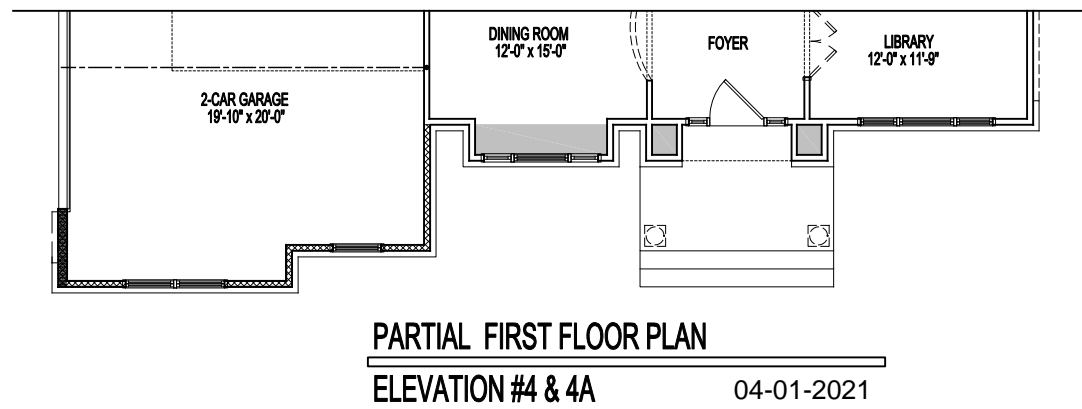 DINING ROOM
12'-0" x 15'-0"
FOYER
LIBRARY
12'-0" x 11'-9"
2-CAR GARAGE
19'-10" x 20'-0"
PARTIAL FIRST FLOOR PLAN
ELEVATION #4 & 4A
04-01-2021